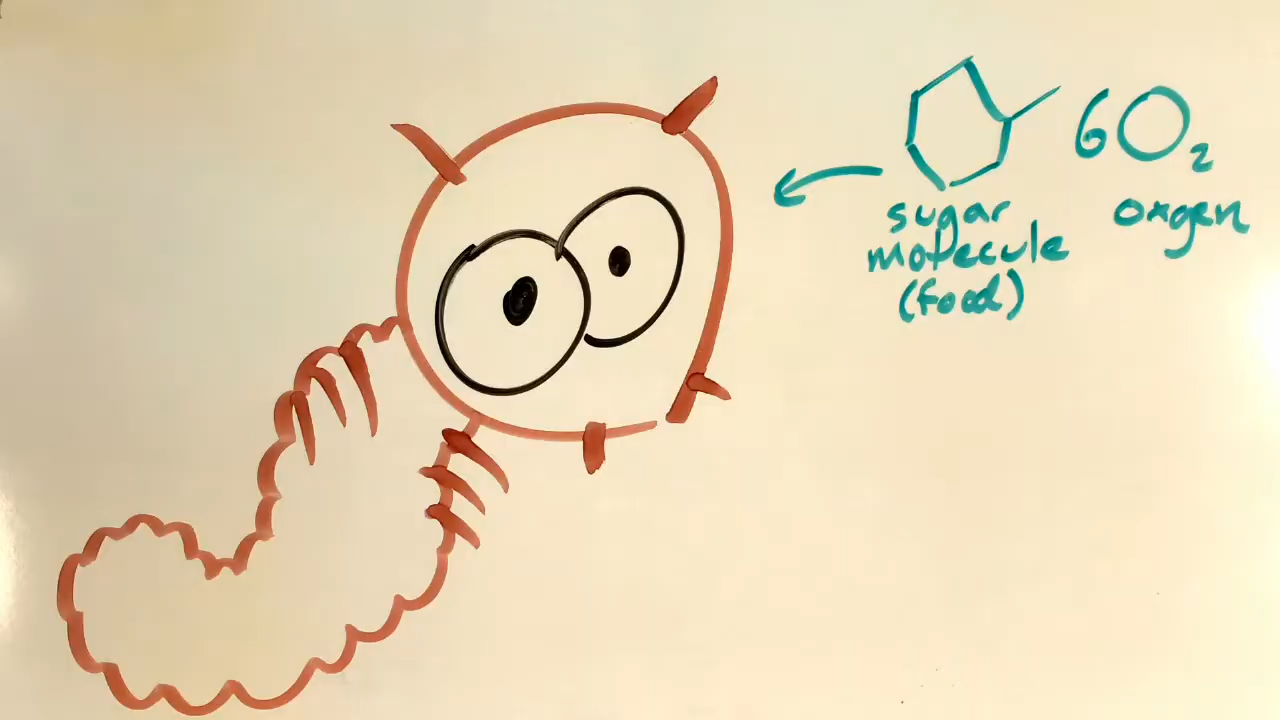 6O₂
sugar
molecule
(food)
oxgen